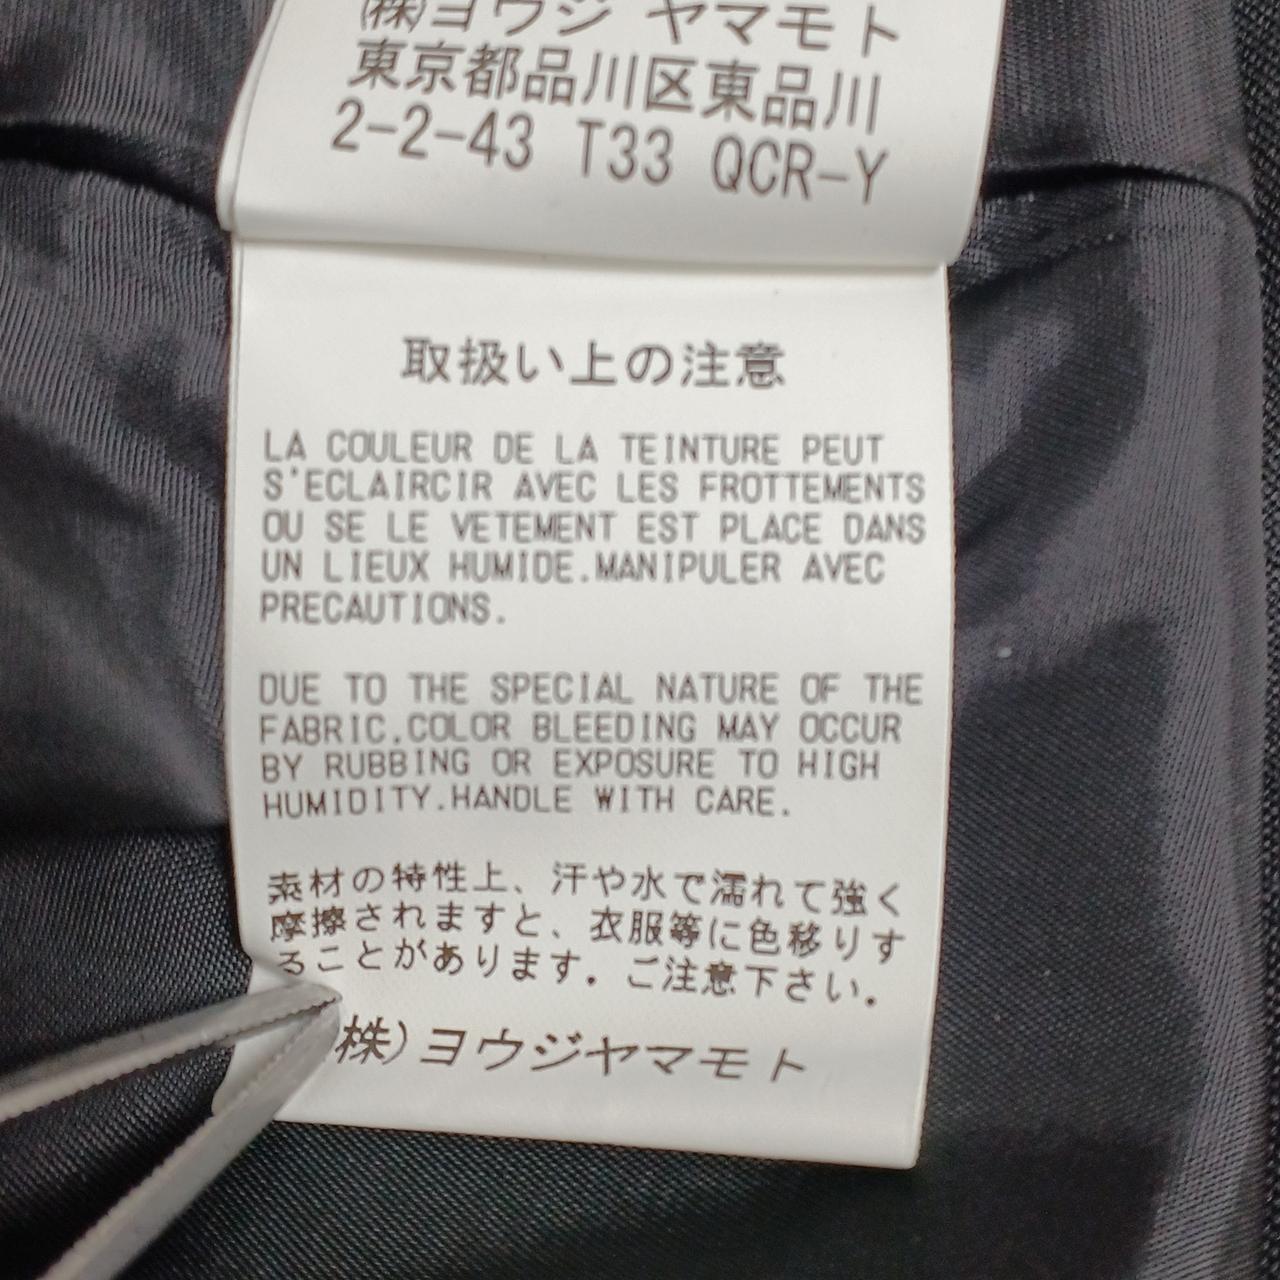 (株)ヨウジ ヤマモト
東京都品川区東品川
2-2-43 T33 QCR-Y
取扱い上の注意
LA COULEUR DE LA TEINTURE PEUT
S'ECLAIRCIR AVEC LES FROTTEMENTS
OU SE LE VETEMENT EST PLACE DANS
UN LIEUX HUMIDE.MANIPULER AVEC
PRECAUTIONS.
DUE TO THE SPECIAL NATURE OF THE
FABRIC,COLOR BLEEDING MAY OCCUR
BY RUBBING OR EXPOSURE TO HIGH
HUMIDITY.HANDLE WITH CARE.
素材の特性上、汗や水で濡れて強く
摩擦されますと、衣服等に色移りす
ることがあります。ご注意下さい。
株)ヨウジヤマモト